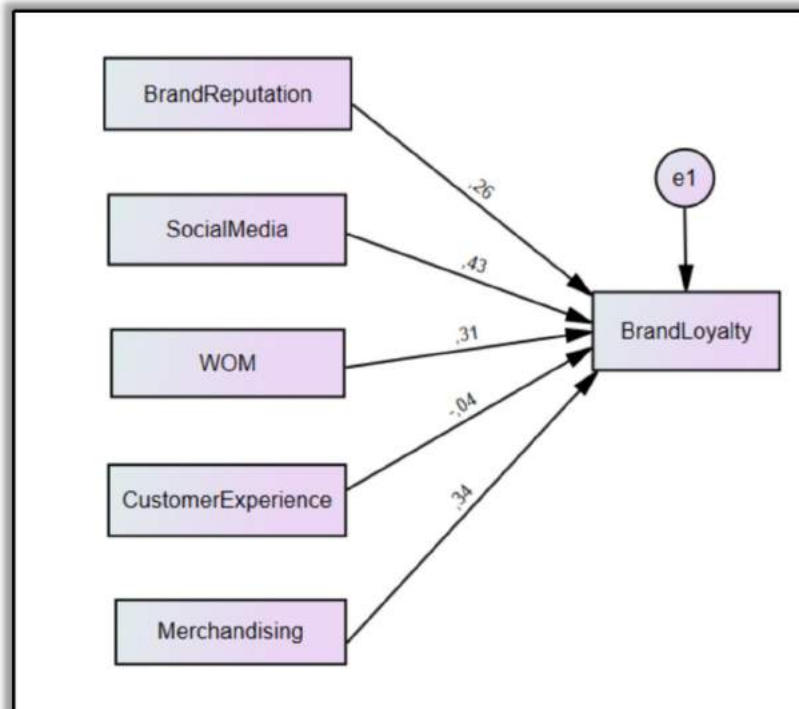 BrandReputation
,26
e1
SocialMedia
,43
BrandLoyalty
WOM
,31
CustomerExperience
-,04
Merchandising
,34